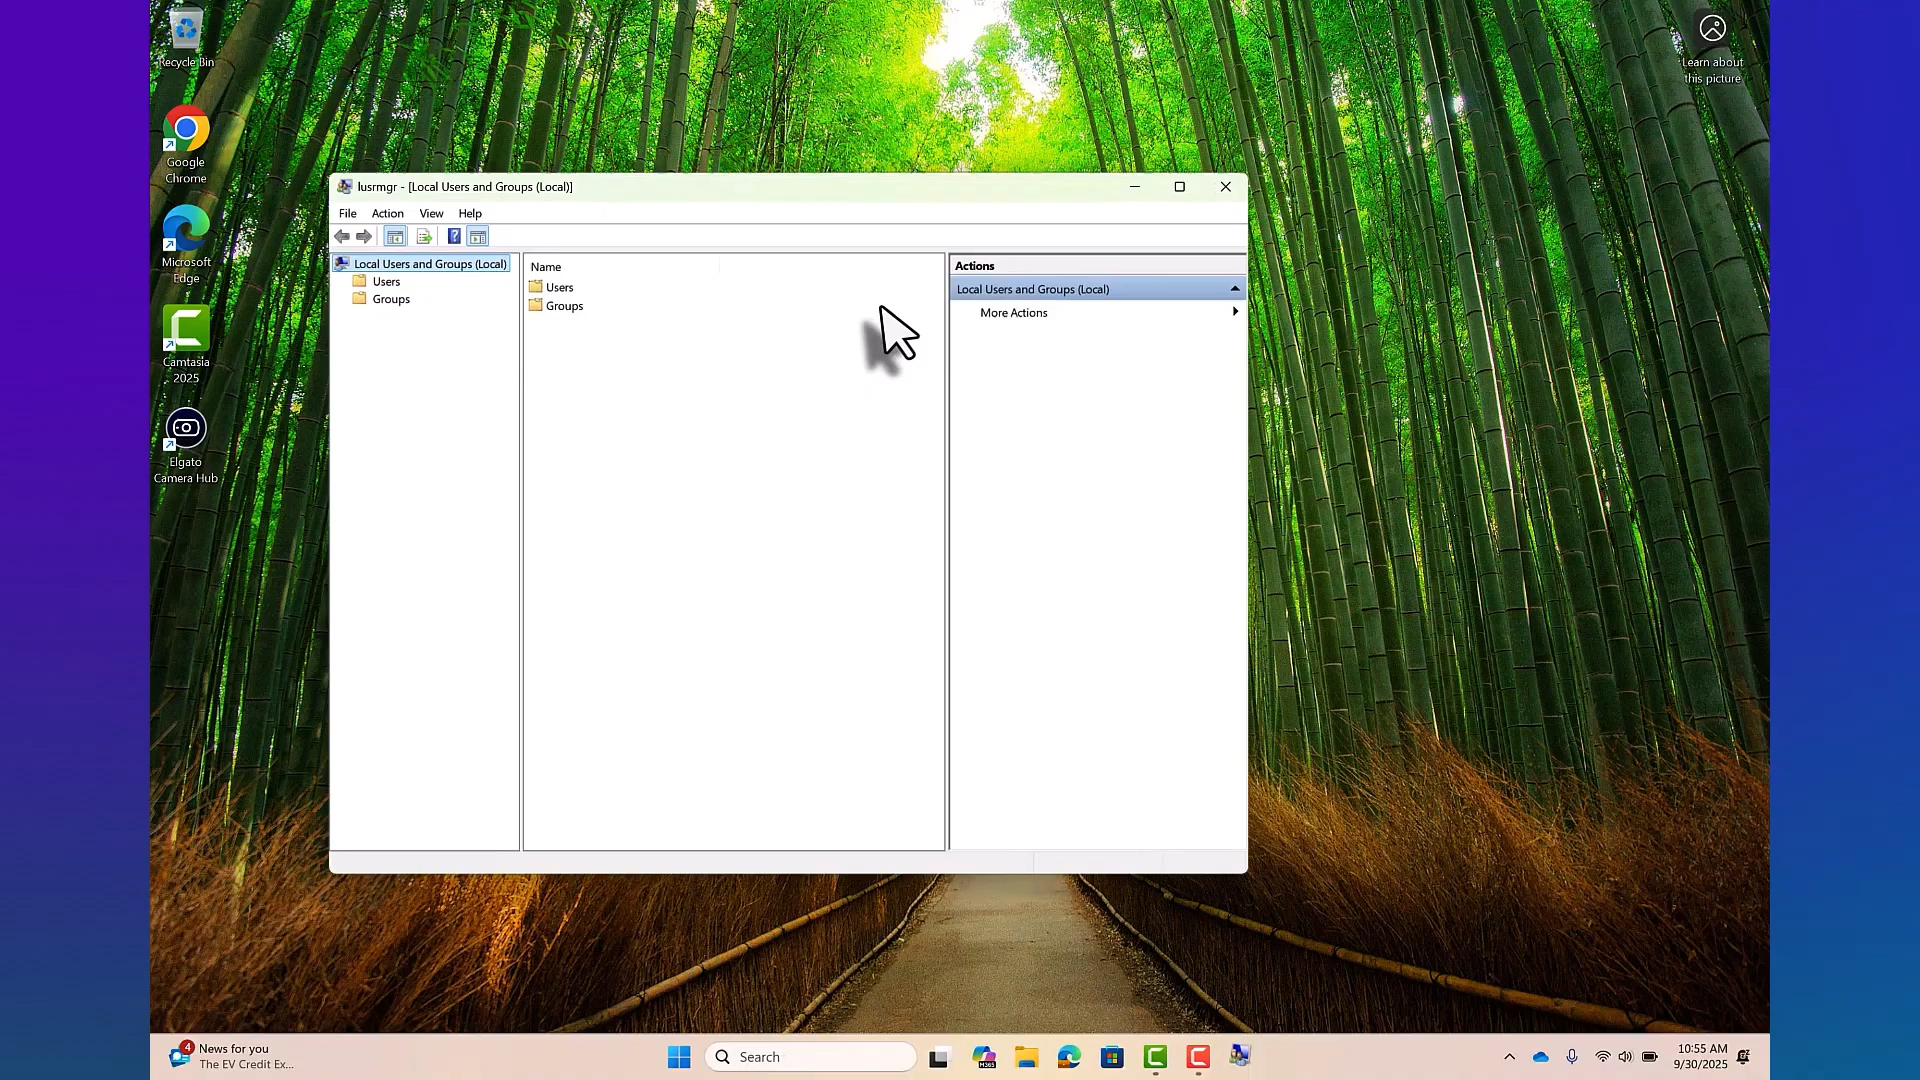 Recycle Bin
Learn about
this picture
Google
Chrome
Microsoft
Edge
Camtasia
2025
Elgato
Camera Hub
lusrmgr - [Local Users and Groups (Local)]
File Action View Help
Local Users and Groups (Local)
Users
Groups
Name
Users
Groups
Actions
Local Users and Groups (Local)
More Actions
4
News for you
The EV Credit Ex...
Search
M365
10:55 AM
9/30/2025